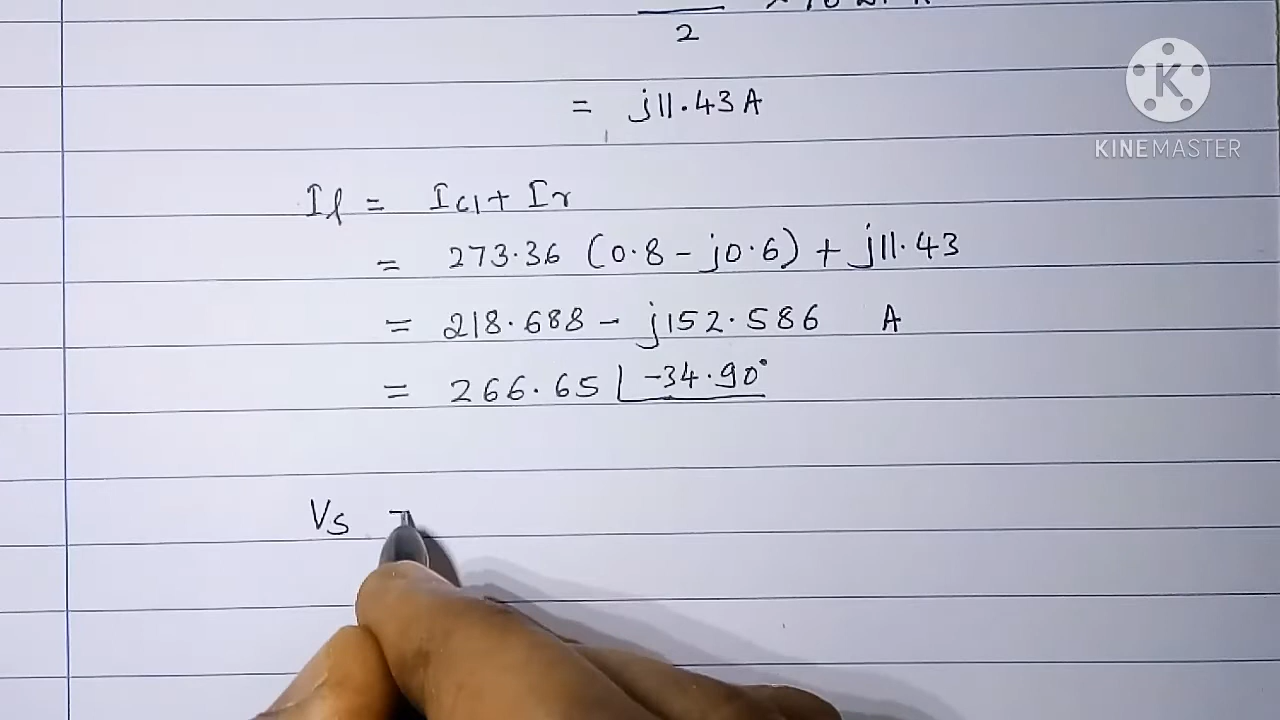 2
= j11.43 A
K
KINEMASTER
Il = Ic1 + Ir
= 273.36 (0.8 - j0.6) + j11.43
= 218.688 - j152.586 A
= 266.65 ∠-34.90°
Vs =